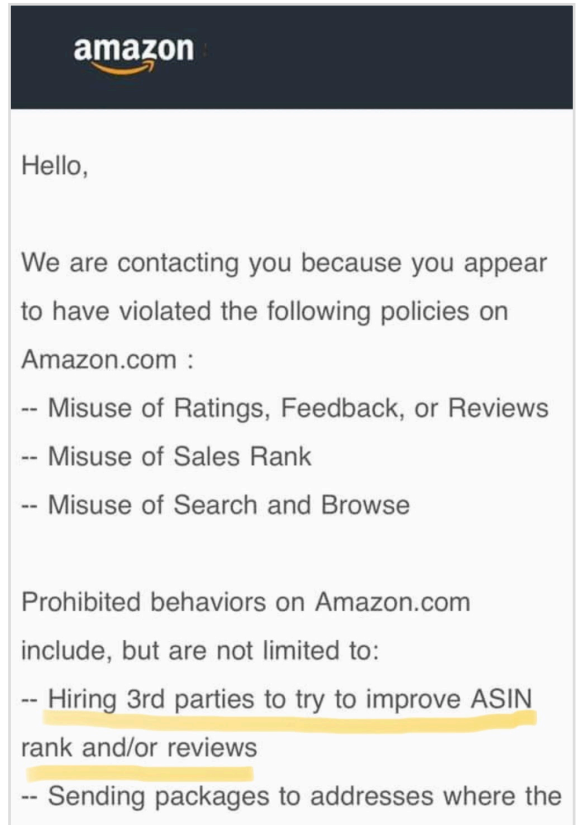 amazon
Hello,
We are contacting you because you appear
to have violated the following policies on
Amazon.com :
-- Misuse of Ratings, Feedback, or Reviews
-- Misuse of Sales Rank
-- Misuse of Search and Browse
Prohibited behaviors on Amazon.com
include, but are not limited to:
-- Hiring 3rd parties to try to improve ASIN
rank and/or reviews
-- Sending packages to addresses where the